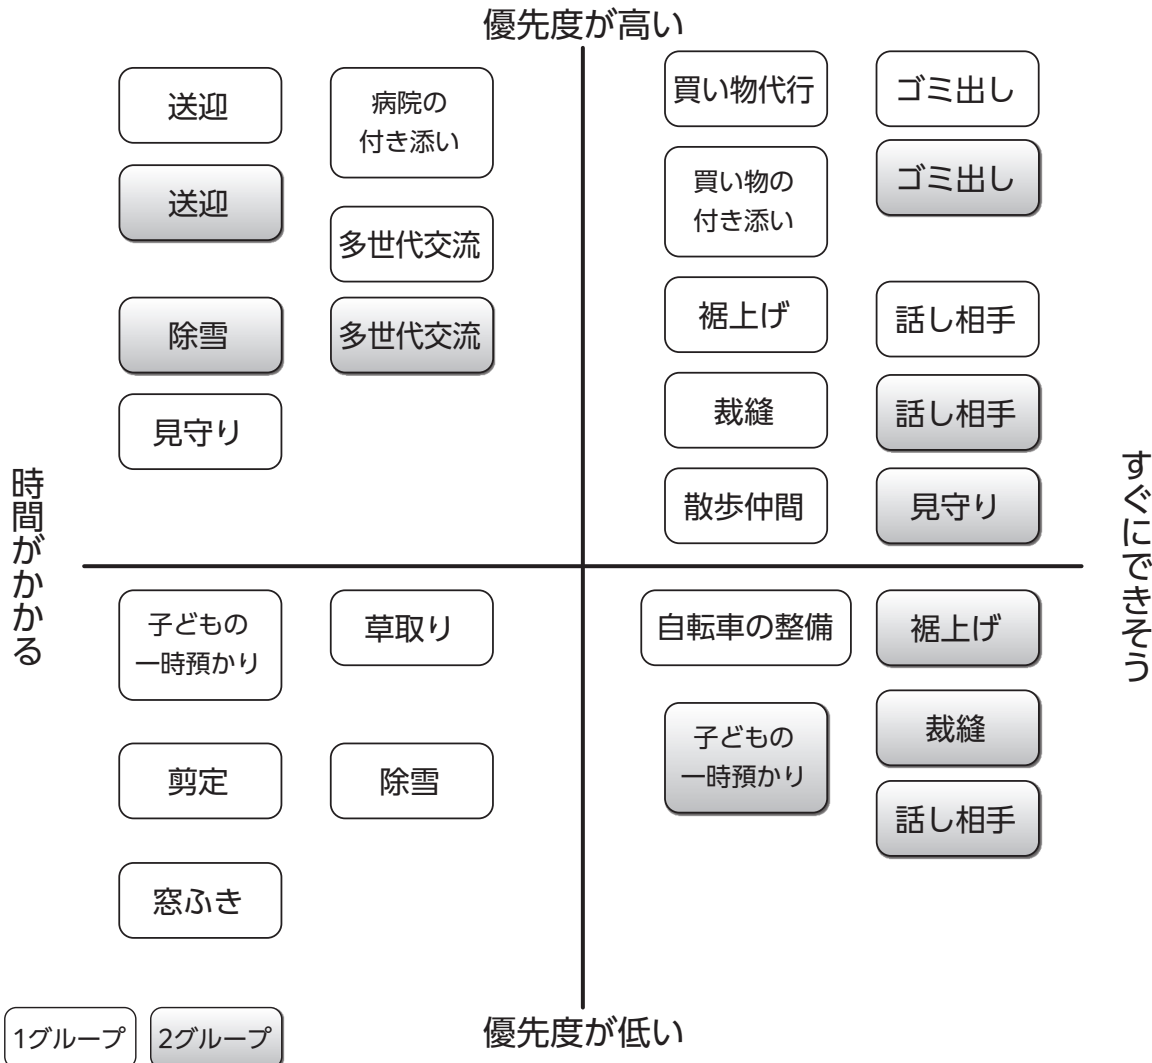 優先度が高い
送迎
病院の
付き添い
送迎
多世代交流
除雪
多世代交流
見守り
買い物代行
ゴミ出し
買い物の
付き添い
ゴミ出し
裾上げ
話し相手
裁縫
話し相手
散歩仲間
見守り
時間がかかる
すぐにできそう
子どもの
一時預かり
草取り
剪定
除雪
窓ふき
自転車の整備
裾上げ
子どもの
一時預かり
裁縫
話し相手
1グループ
2グループ
優先度が低い